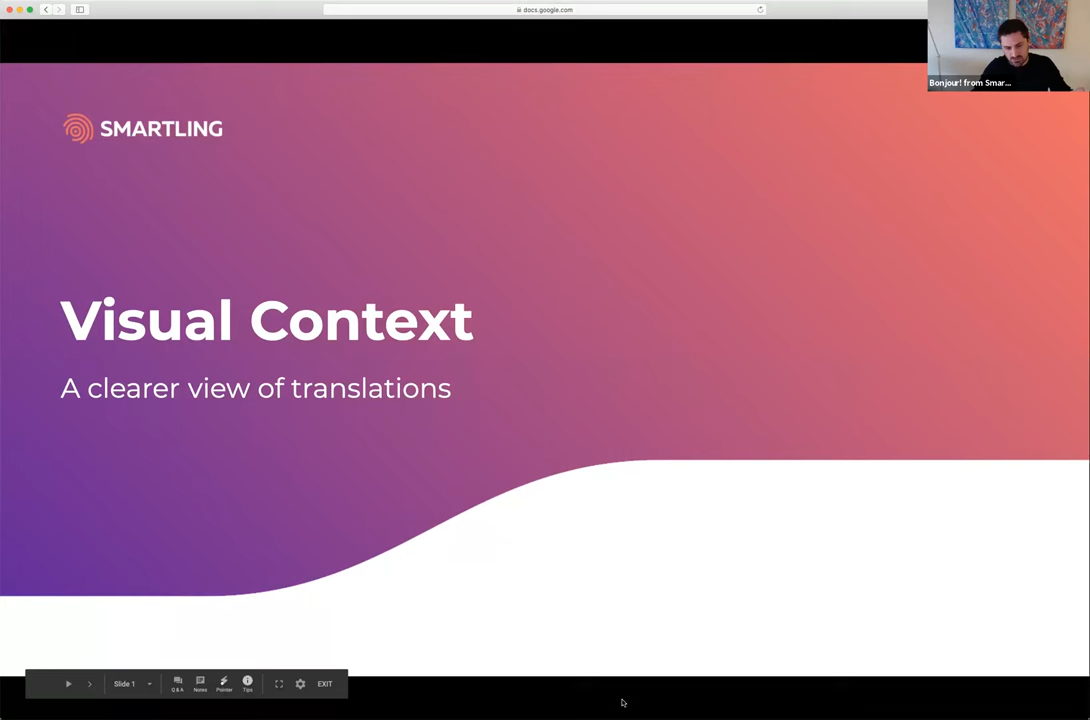 docs.google.com
Bonjour! from Smar...
SMARTLING
Visual Context
A clearer view of translations
Slide 1
Q & A
Notes
Pointer
Tips
EXIT